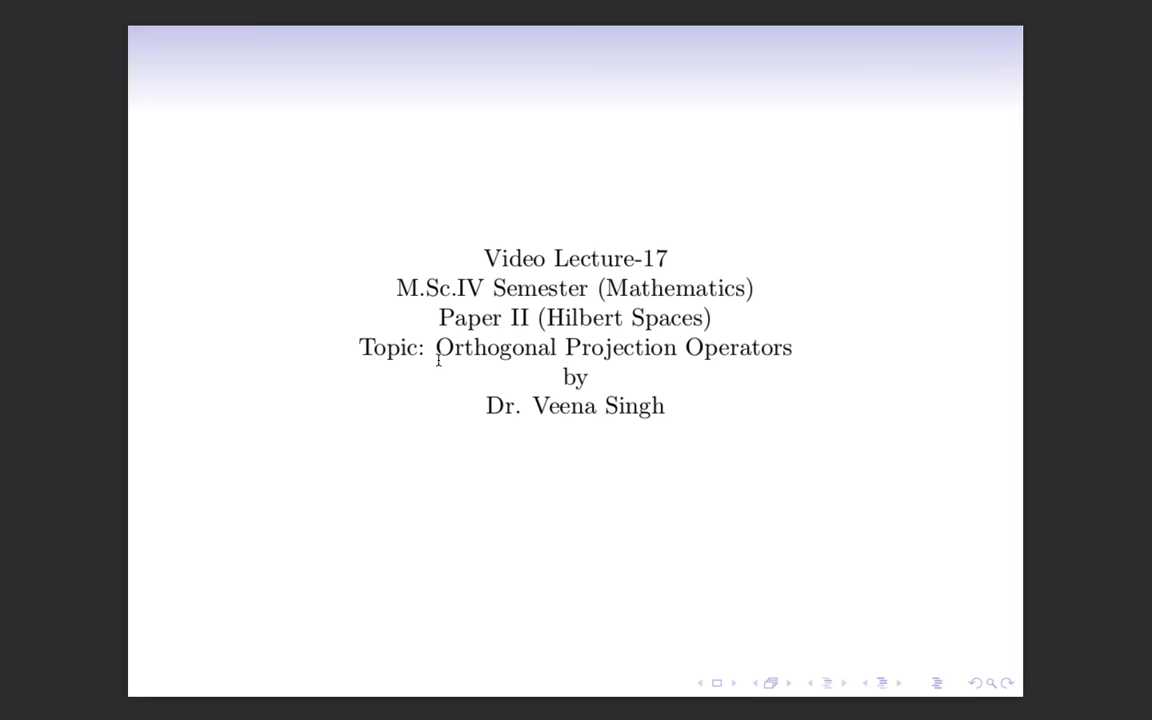 Video Lecture-17
M.Sc.IV Semester (Mathematics)
Paper II (Hilbert Spaces)
Topic: Orthogonal Projection Operators
by
Dr. Veena Singh